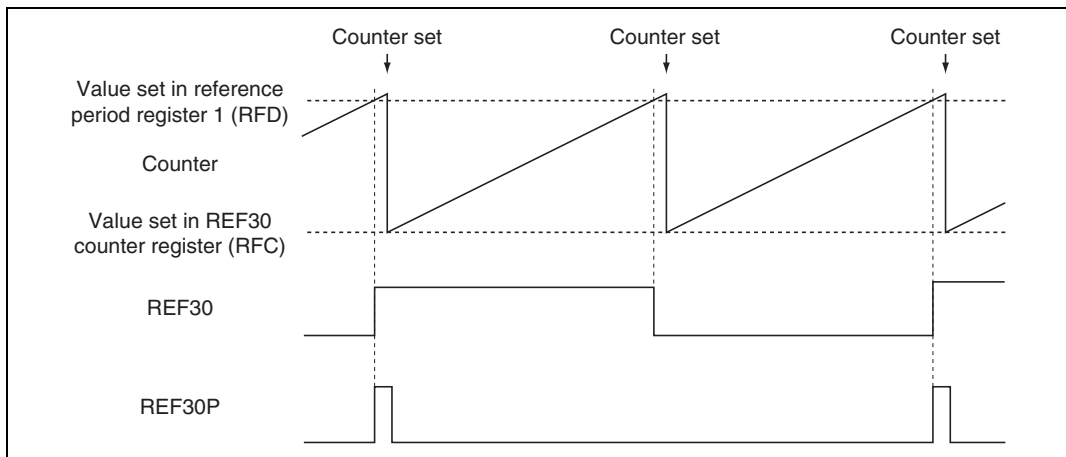 Counter set
Counter set
Counter set
Value set in reference
period register 1 (RFD)
Counter
Value set in REF30
counter register (RFC)
REF30
REF30P